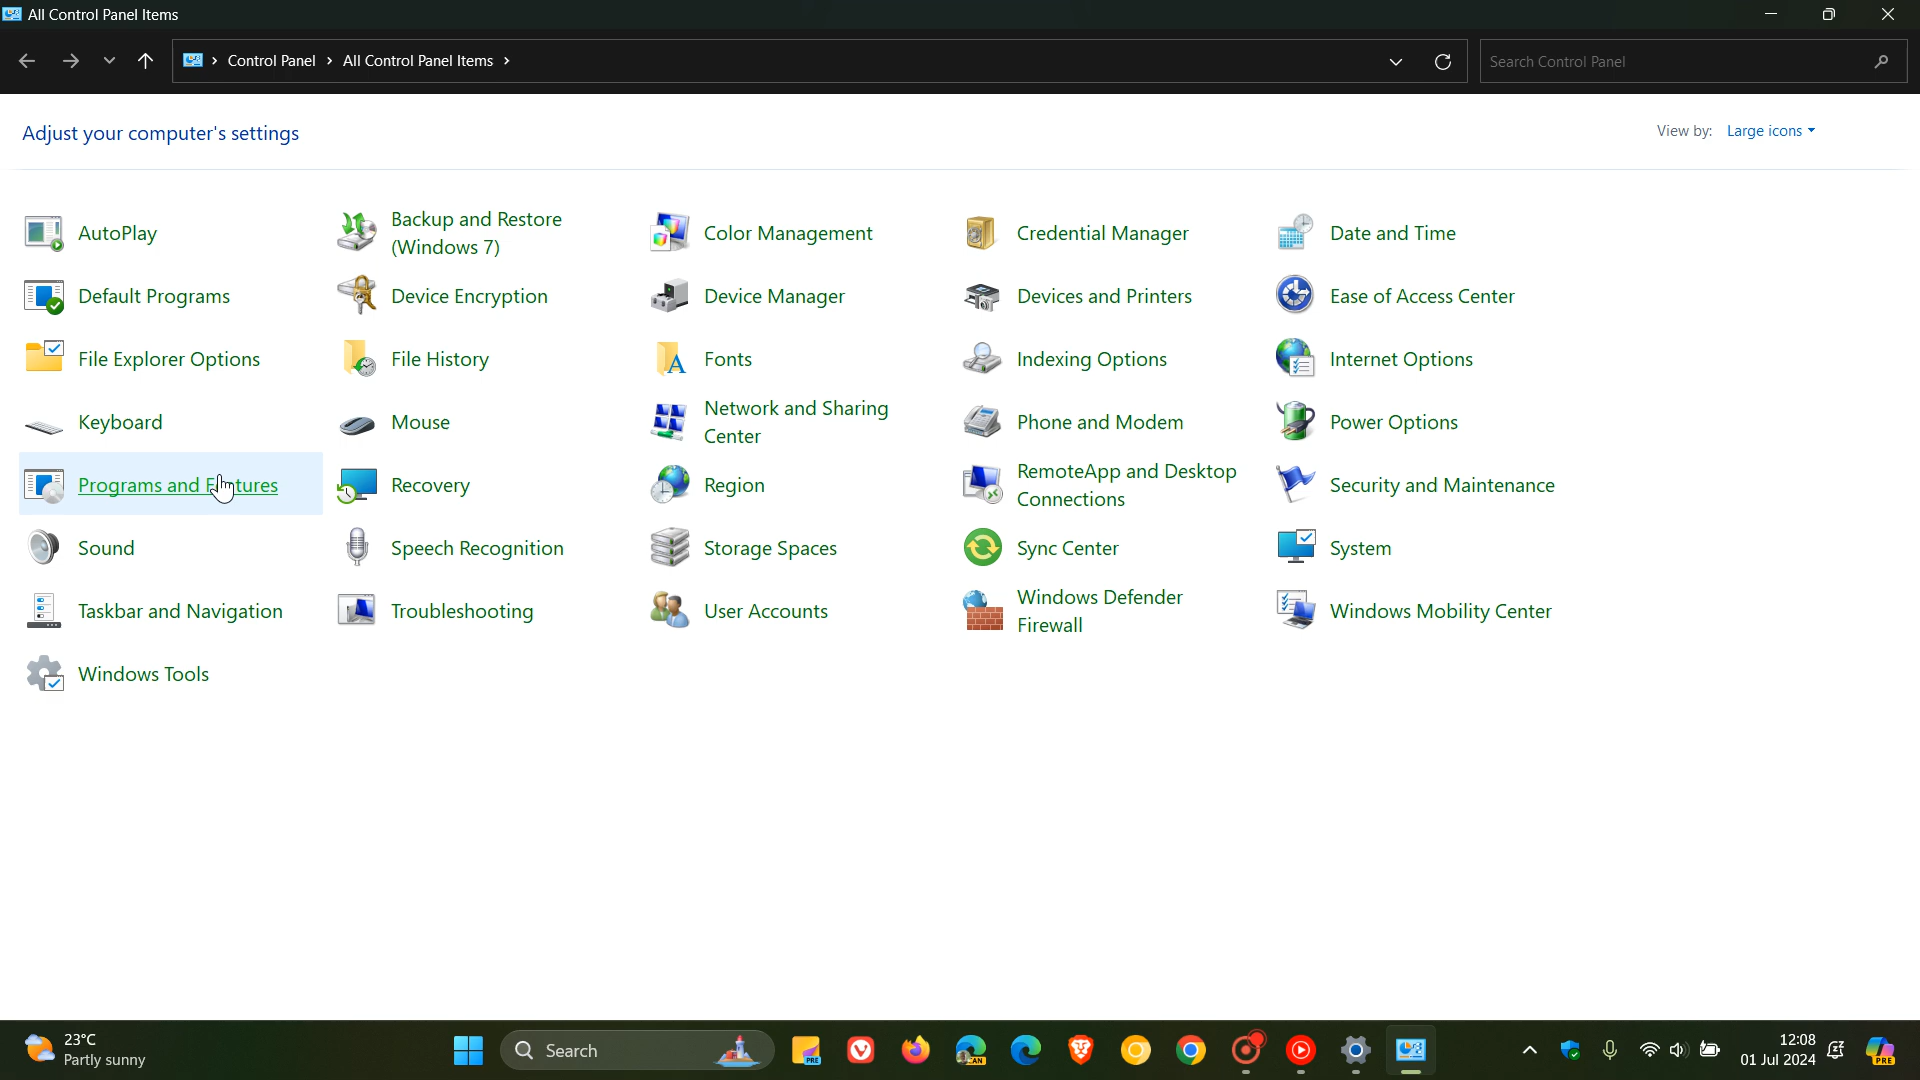 All Control Panel Items
Control Panel > All Control Panel Items >
Search Control Panel
Adjust your computer's settings
View by: Large icons
AutoPlay
Backup and Restore
(Windows 7)
Color Management
Credential Manager
Date and Time
Default Programs
Device Encryption
Device Manager
Devices and Printers
Ease of Access Center
File Explorer Options
File History
Fonts
Indexing Options
Internet Options
Keyboard
Mouse
Network and Sharing
Center
Phone and Modem
Power Options
Programs and Features
Recovery
Region
RemoteApp and Desktop
Connections
Security and Maintenance
Sound
Speech Recognition
Storage Spaces
Sync Center
System
Taskbar and Navigation
Troubleshooting
User Accounts
Windows Defender
Firewall
Windows Mobility Center
Windows Tools
23°C
Partly sunny
Search
PRE
CAN
12:08
01 Jul 2024
PRE